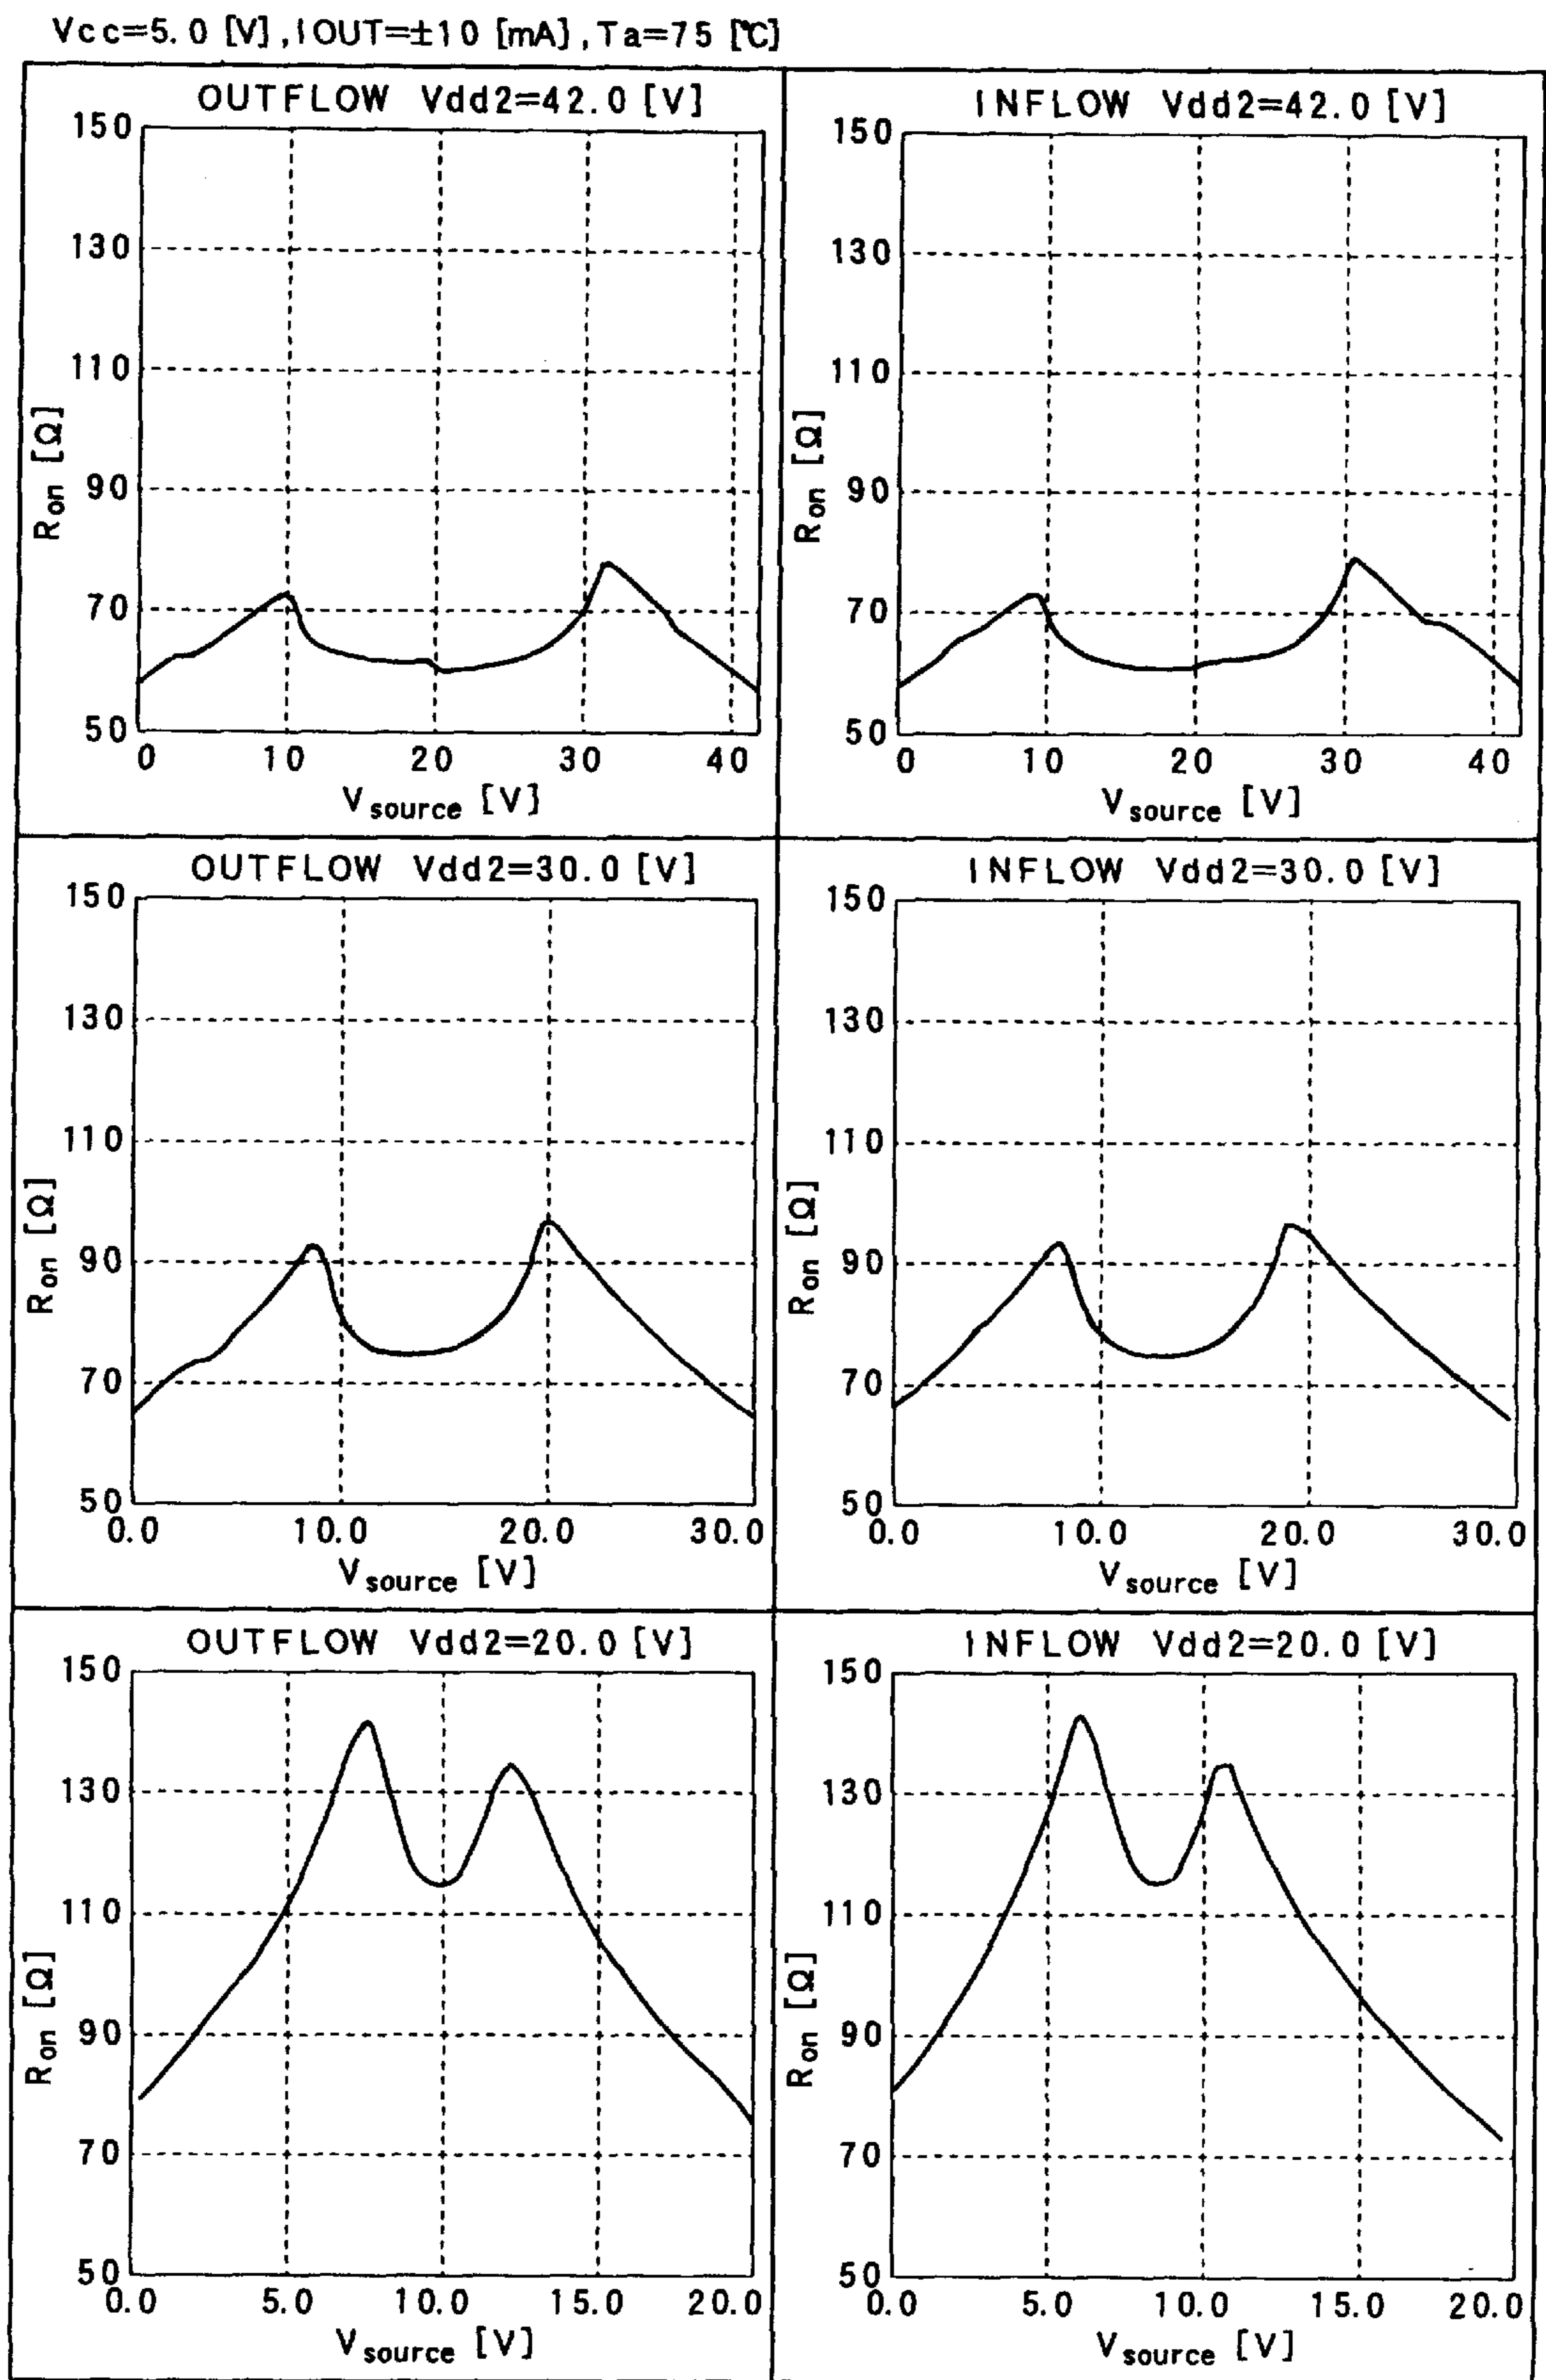 Vcc=5.0 [V],IOUT=±10 [mA],Ta=75 [℃]
OUTFLOW Vdd2=42.0 [V]
150
130
110
90
70
50
Ron [Ω]
0 10 20 30 40
Vsource [V]
INFLOW Vdd2=42.0 [V]
150
130
110
90
70
50
Ron [Ω]
0 10 20 30 40
Vsource [V]
OUTFLOW Vdd2=30.0 [V]
150
130
110
90
70
50
Ron [Ω]
0.0 10.0 20.0 30.0
Vsource [V]
INFLOW Vdd2=30.0 [V]
150
130
110
90
70
50
Ron [Ω]
0.0 10.0 20.0 30.0
Vsource [V]
OUTFLOW Vdd2=20.0 [V]
150
130
110
90
70
50
Ron [Ω]
0.0 5.0 10.0 15.0 20.0
Vsource [V]
INFLOW Vdd2=20.0 [V]
150
130
110
90
70
50
Ron [Ω]
0.0 5.0 10.0 15.0 20.0
Vsource [V]